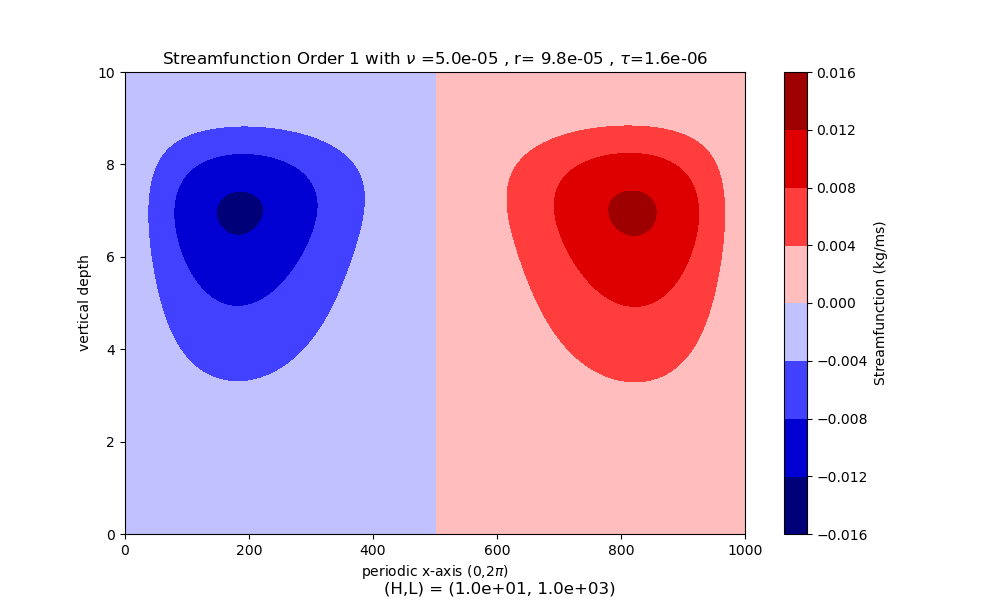 Streamfunction Order 1 with ν =5.0e-05 , r= 9.8e-05 , τ=1.6e-06
10
8
6
4
2
0
vertical depth
0 200 400 600 800 1000
periodic x-axis (0,2π)
(H,L) = (1.0e+01, 1.0e+03)
0.016
0.012
0.008
0.004
0.000
−0.004
−0.008
−0.012
−0.016
Streamfunction (kg/ms)